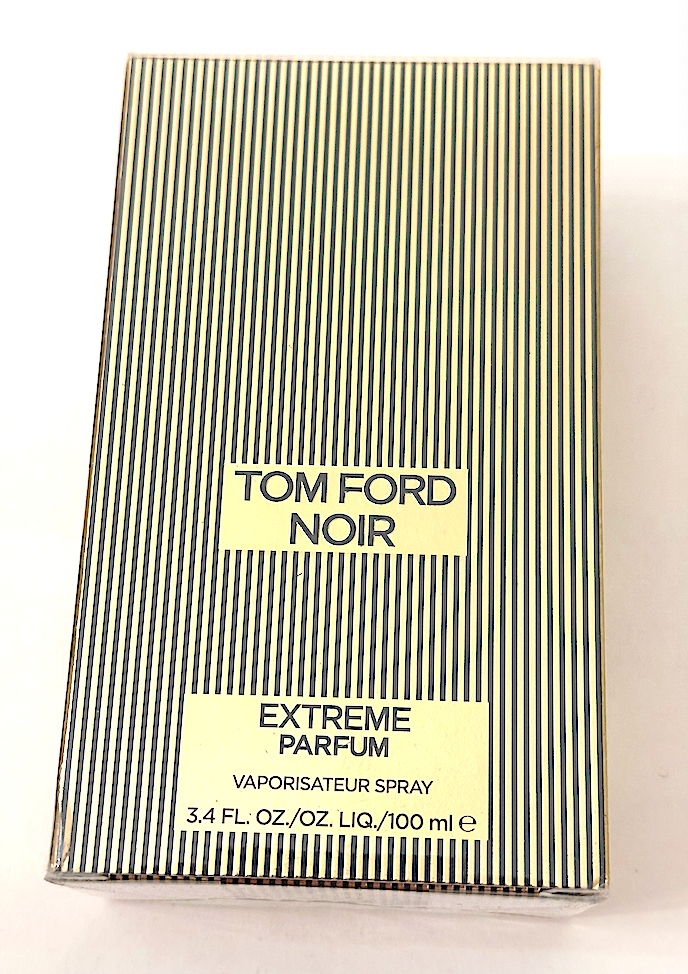 TOM FORD
NOIR
EXTREME
PARFUM
VAPORISATEUR SPRAY
3.4 FL. OZ./OZ. LIQ./100 ml ℮